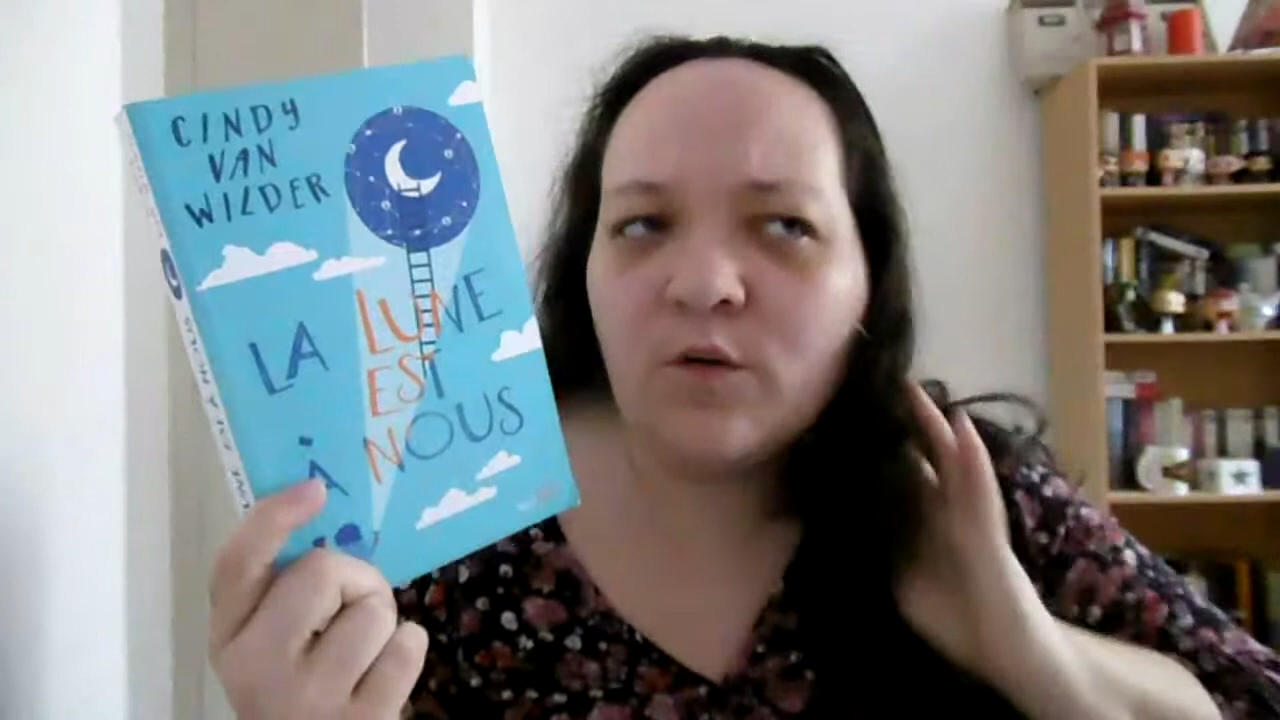 CINDY
VAN
WILDER
LA LUNE
EST
À NOUS